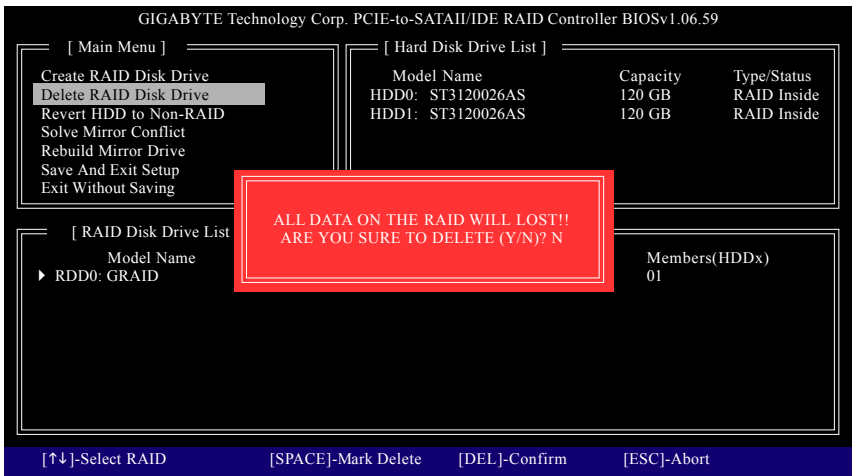 GIGABYTE Technology Corp. PCIE-to-SATAII/IDE RAID Controller BIOSv1.06.59
[ Main Menu ]
Create RAID Disk Drive
Delete RAID Disk Drive
Revert HDD to Non-RAID
Solve Mirror Conflict
Rebuild Mirror Drive
Save And Exit Setup
Exit Without Saving
[ Hard Disk Drive List ]
Model Name Capacity Type/Status
HDD0: ST3120026AS 120 GB RAID Inside
HDD1: ST3120026AS 120 GB RAID Inside
ALL DATA ON THE RAID WILL LOST!!
ARE YOU SURE TO DELETE (Y/N)? N
[ RAID Disk Drive List
Model Name Members(HDDx)
RDD0: GRAID 01
[↑↓]-Select RAID [SPACE]-Mark Delete [DEL]-Confirm [ESC]-Abort